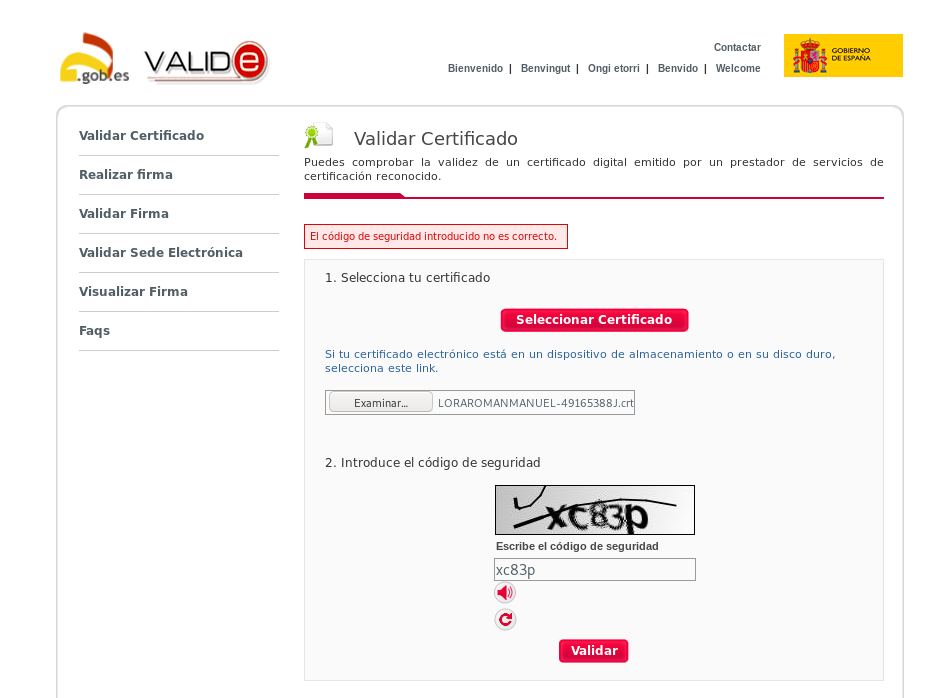 .gob.es
VALIDe
Contactar
Bienvenido | Benvingut | Ongi etorri | Benvido | Welcome
GOBIERNO
DE ESPAÑA
Validar Certificado
Realizar firma
Validar Firma
Validar Sede Electrónica
Visualizar Firma
Faqs
Validar Certificado
Puedes comprobar la validez de un certificado digital emitido por un prestador de servicios de
certificación reconocido.
El código de seguridad introducido no es correcto.
1. Selecciona tu certificado
Seleccionar Certificado
Si tu certificado electrónico está en un dispositivo de almacenamiento o en su disco duro,
selecciona este link.
Examinar... LORAROMANMANUEL-49165388J.crt
2. Introduce el código de seguridad
xc83p
Escribe el código de seguridad
xc83p
Validar